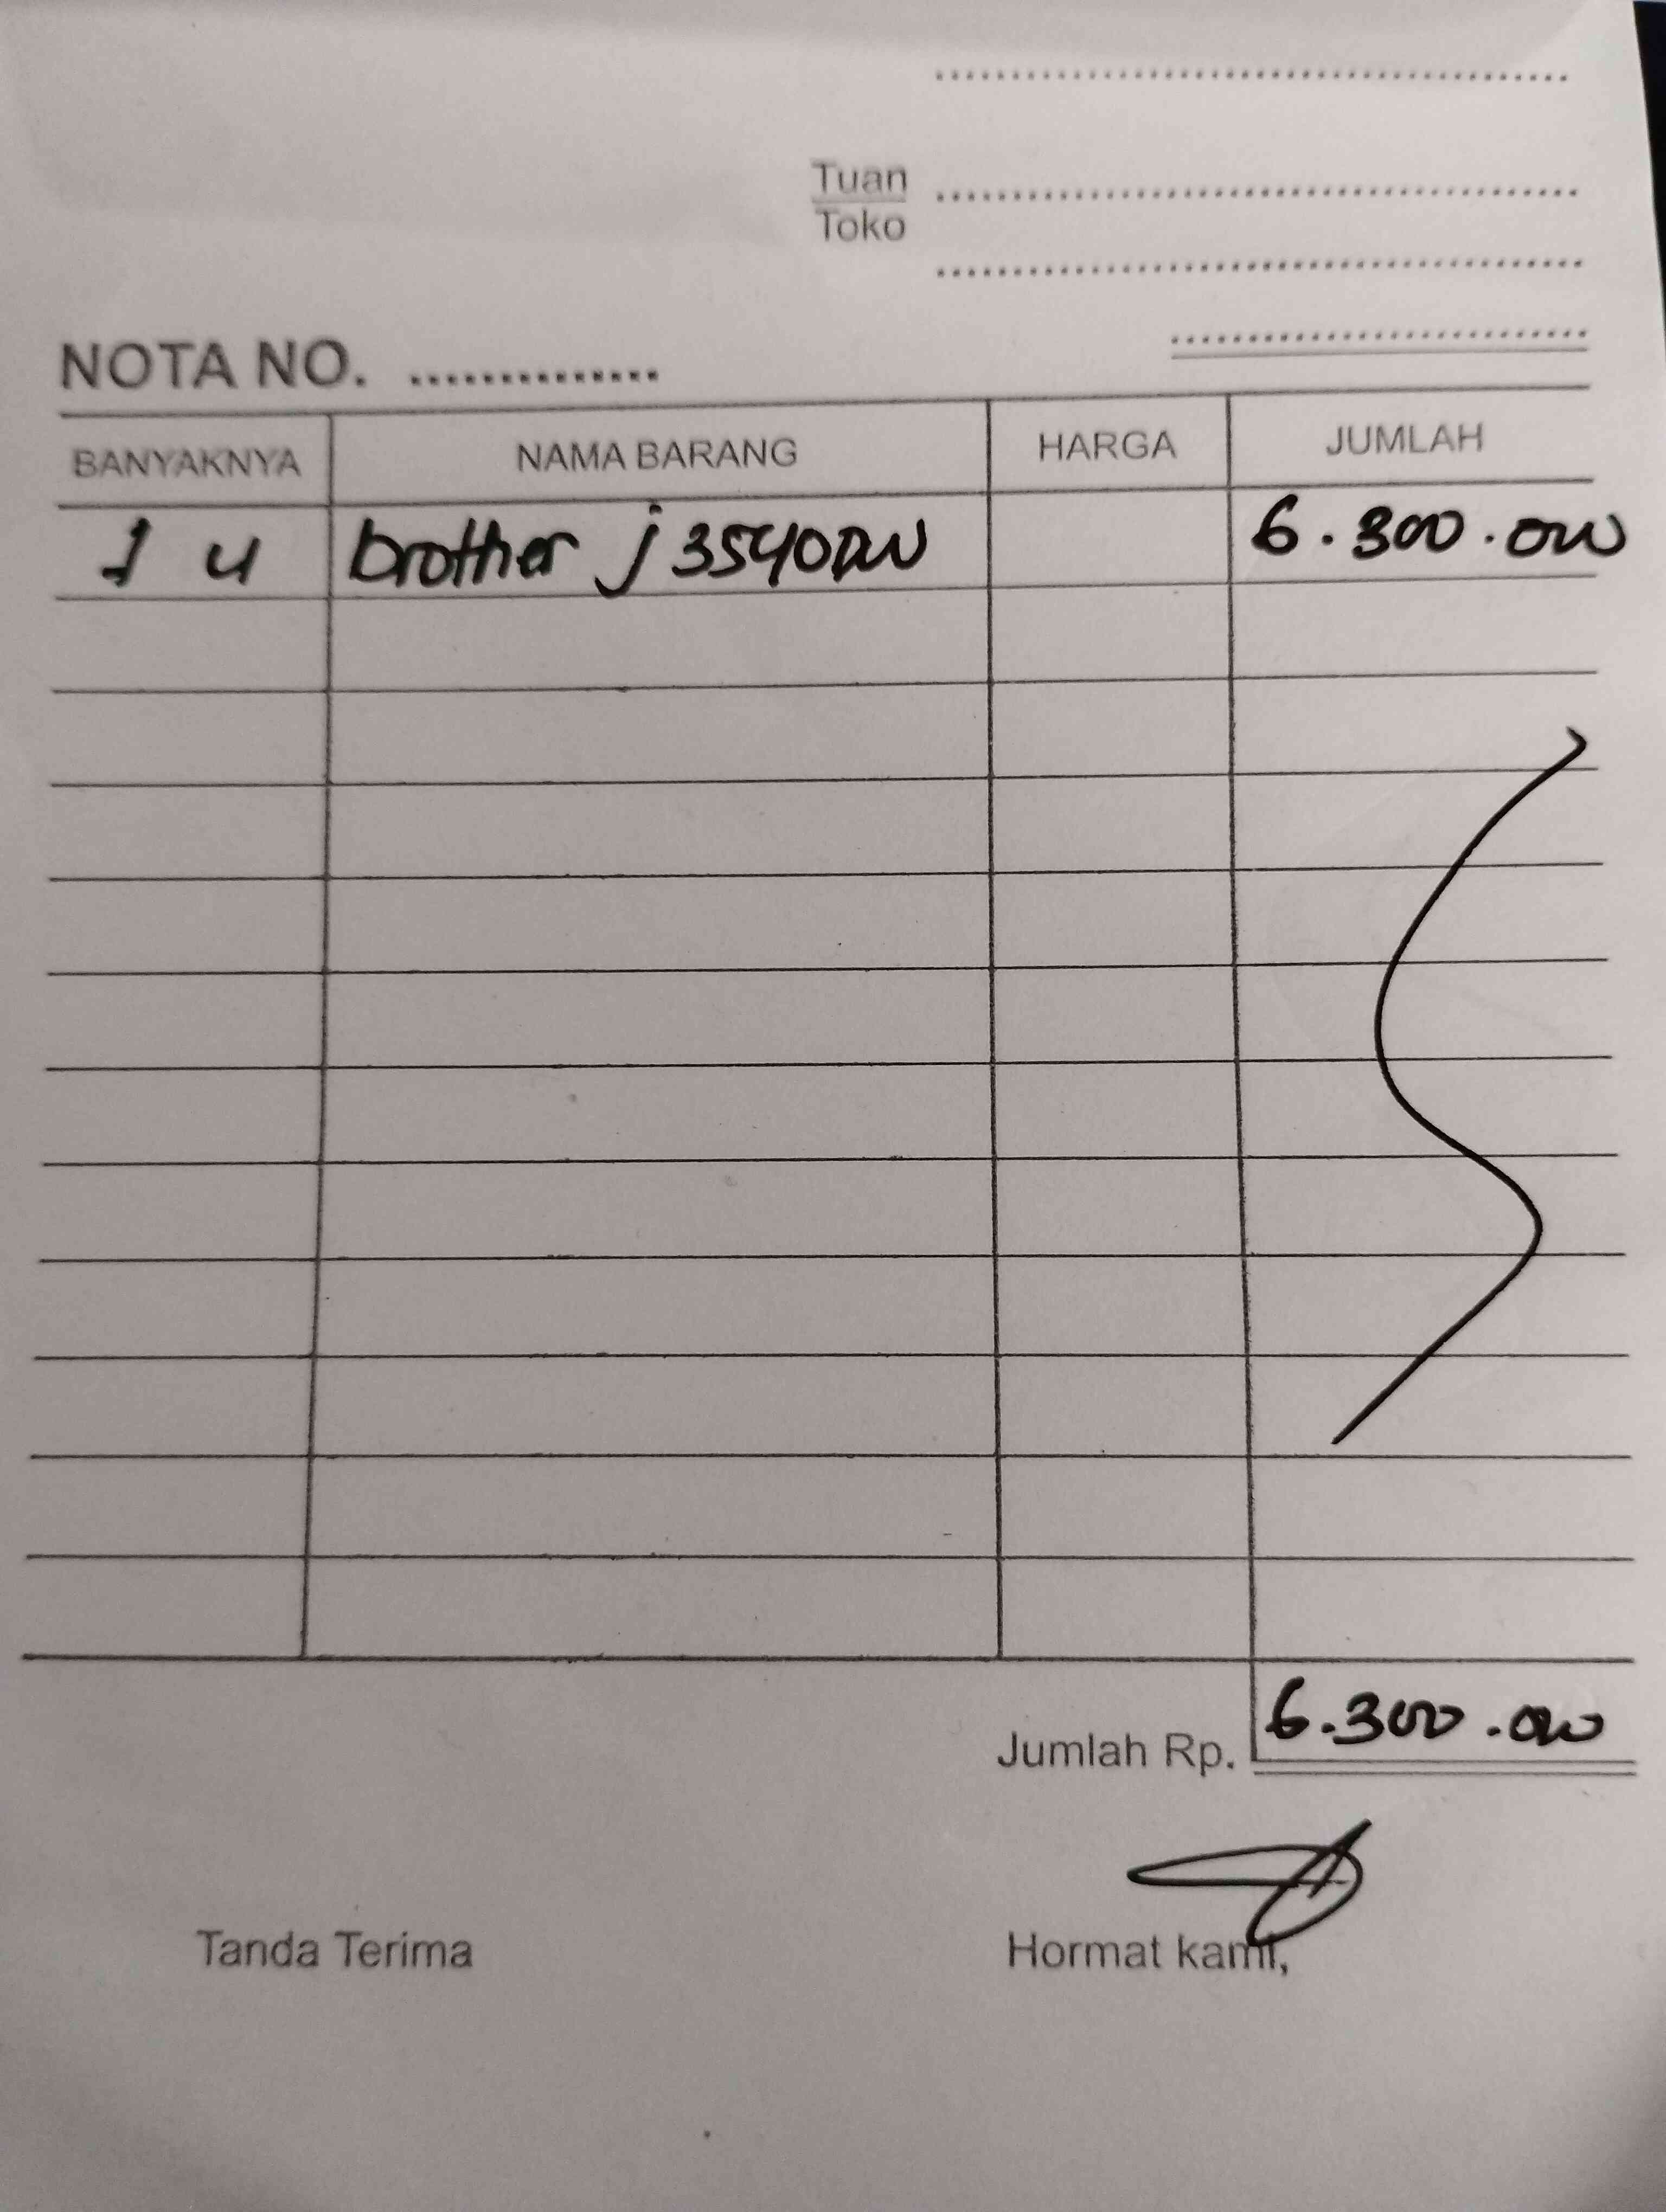 Tuan
Toko
NOTA NO. ..............
BANYAKNYA NAMA BARANG HARGA JUMLAH
1 u brother j 3540DW 6.300.000
Jumlah Rp. 6.300.000
Tanda Terima Hormat kami,